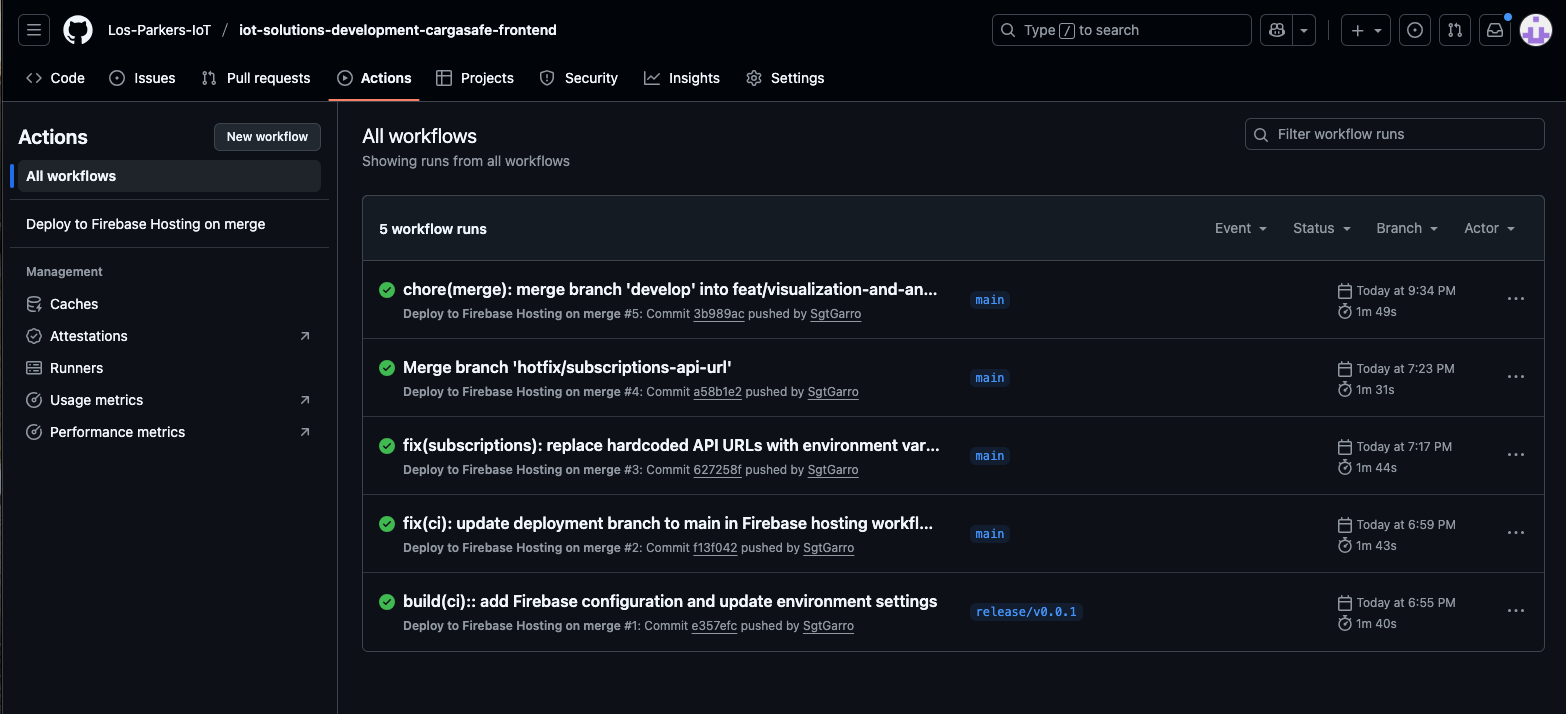 Los-Parkers-IoT / iot-solutions-development-cargasafe-frontend
Type / to search
Code
Issues
Pull requests
Actions
Projects
Security
Insights
Settings
Actions
New workflow
All workflows
Deploy to Firebase Hosting on merge
Management
Caches
Attestations
Runners
Usage metrics
Performance metrics
All workflows
Showing runs from all workflows
Filter workflow runs
5 workflow runs
Event
Status
Branch
Actor
chore(merge): merge branch 'develop' into feat/visualization-and-an...
Deploy to Firebase Hosting on merge #5: Commit 3b989ac pushed by SgtGarro
main
Today at 9:34 PM
1m 49s
Merge branch 'hotfix/subscriptions-api-url'
Deploy to Firebase Hosting on merge #4: Commit a58b1e2 pushed by SgtGarro
main
Today at 7:23 PM
1m 31s
fix(subscriptions): replace hardcoded API URLs with environment var...
Deploy to Firebase Hosting on merge #3: Commit 627258f pushed by SgtGarro
main
Today at 7:17 PM
1m 44s
fix(ci): update deployment branch to main in Firebase hosting workfl...
Deploy to Firebase Hosting on merge #2: Commit f13f042 pushed by SgtGarro
main
Today at 6:59 PM
1m 43s
build(ci):: add Firebase configuration and update environment settings
Deploy to Firebase Hosting on merge #1: Commit e357efc pushed by SgtGarro
release/v0.0.1
Today at 6:55 PM
1m 40s